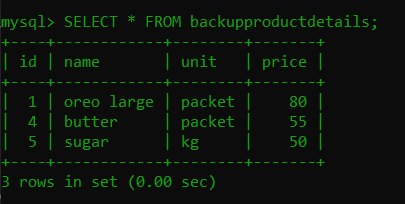 mysql> SELECT * FROM backupproductdetails;
+----+------------+--------+-------+
| id | name       | unit   | price |
+----+------------+--------+-------+
|  1 | oreo large | packet |    80 |
|  4 | butter     | packet |    55 |
|  5 | sugar      | kg     |    50 |
+----+------------+--------+-------+
3 rows in set (0.00 sec)